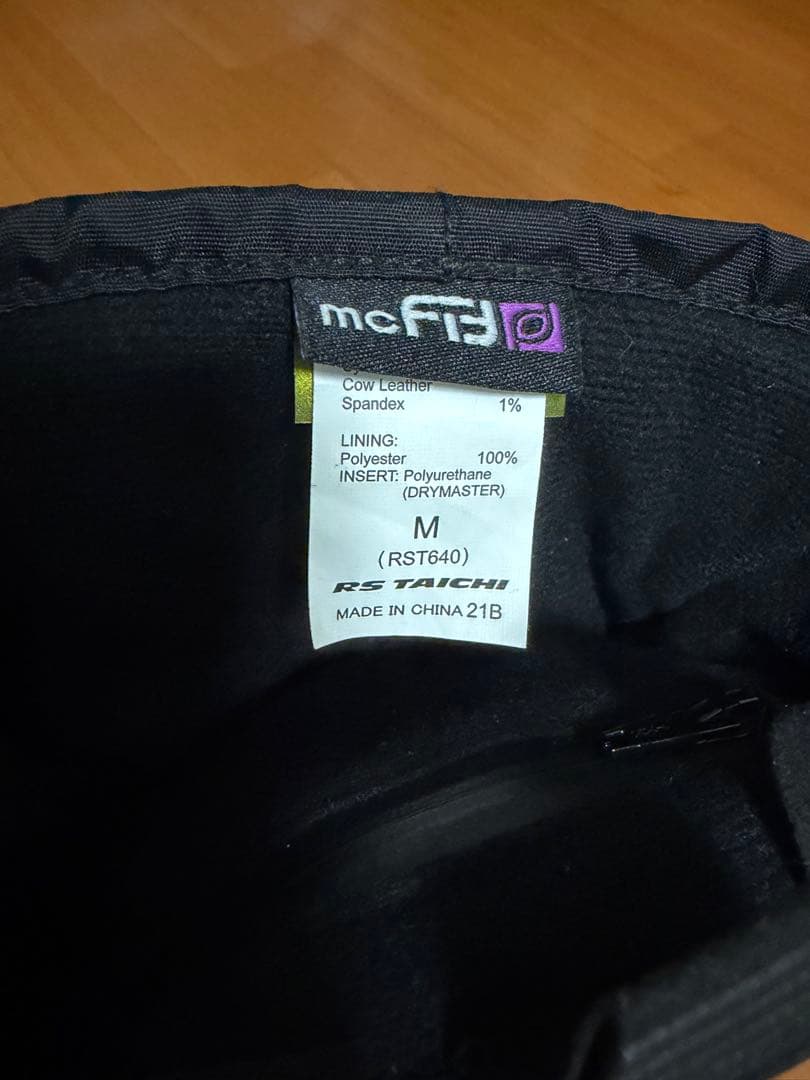 mcFit
Cow Leather
Spandex 1%
LINING:
Polyester 100%
INSERT: Polyurethane
(DRYMASTER)
M
(RST640)
RS TAICHI
MADE IN CHINA 21B